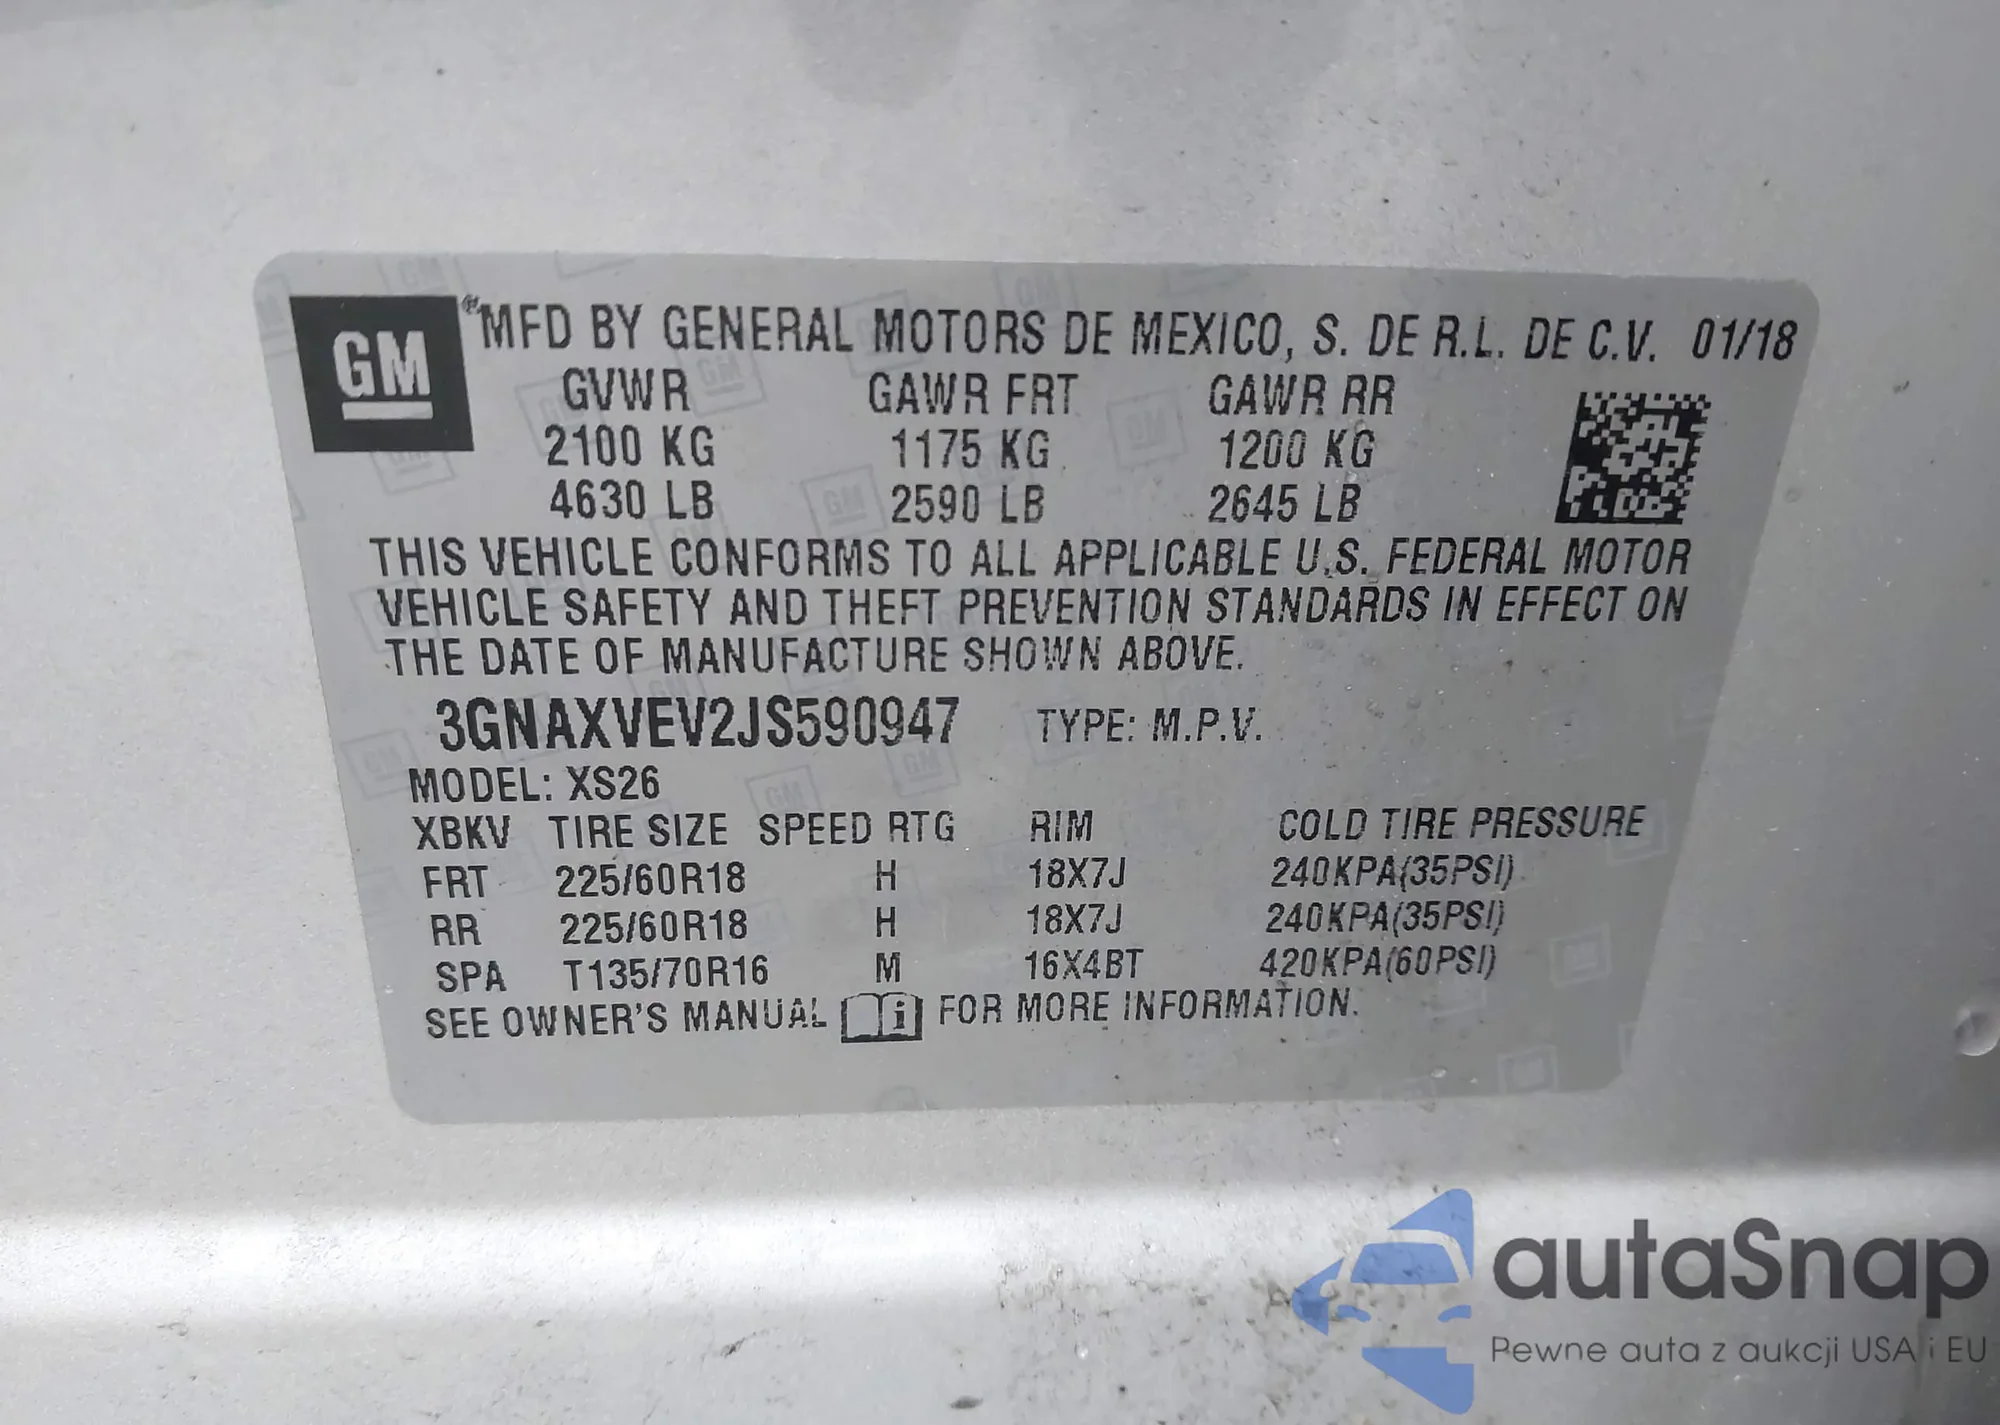 GM ® MFD BY GENERAL MOTORS DE MEXICO, S. DE R.L. DE C.V. 01/18
GVWR GAWR FRT GAWR RR
2100 KG 1175 KG 1200 KG
4630 LB 2590 LB 2645 LB
THIS VEHICLE CONFORMS TO ALL APPLICABLE U.S. FEDERAL MOTOR
VEHICLE SAFETY AND THEFT PREVENTION STANDARDS IN EFFECT ON
THE DATE OF MANUFACTURE SHOWN ABOVE.
3GNAXVEV2JS590947 TYPE: M.P.V.
MODEL: XS26
XBKV TIRE SIZE SPEED RTG RIM COLD TIRE PRESSURE
FRT 225/60R18 H 18X7J 240KPA(35PSI)
RR 225/60R18 H 18X7J 240KPA(35PSI)
SPA T135/70R16 M 16X4BT 420KPA(60PSI)
SEE OWNER'S MANUAL i FOR MORE INFORMATION.
autaSnap
Pewne auta z aukcji USA i EU